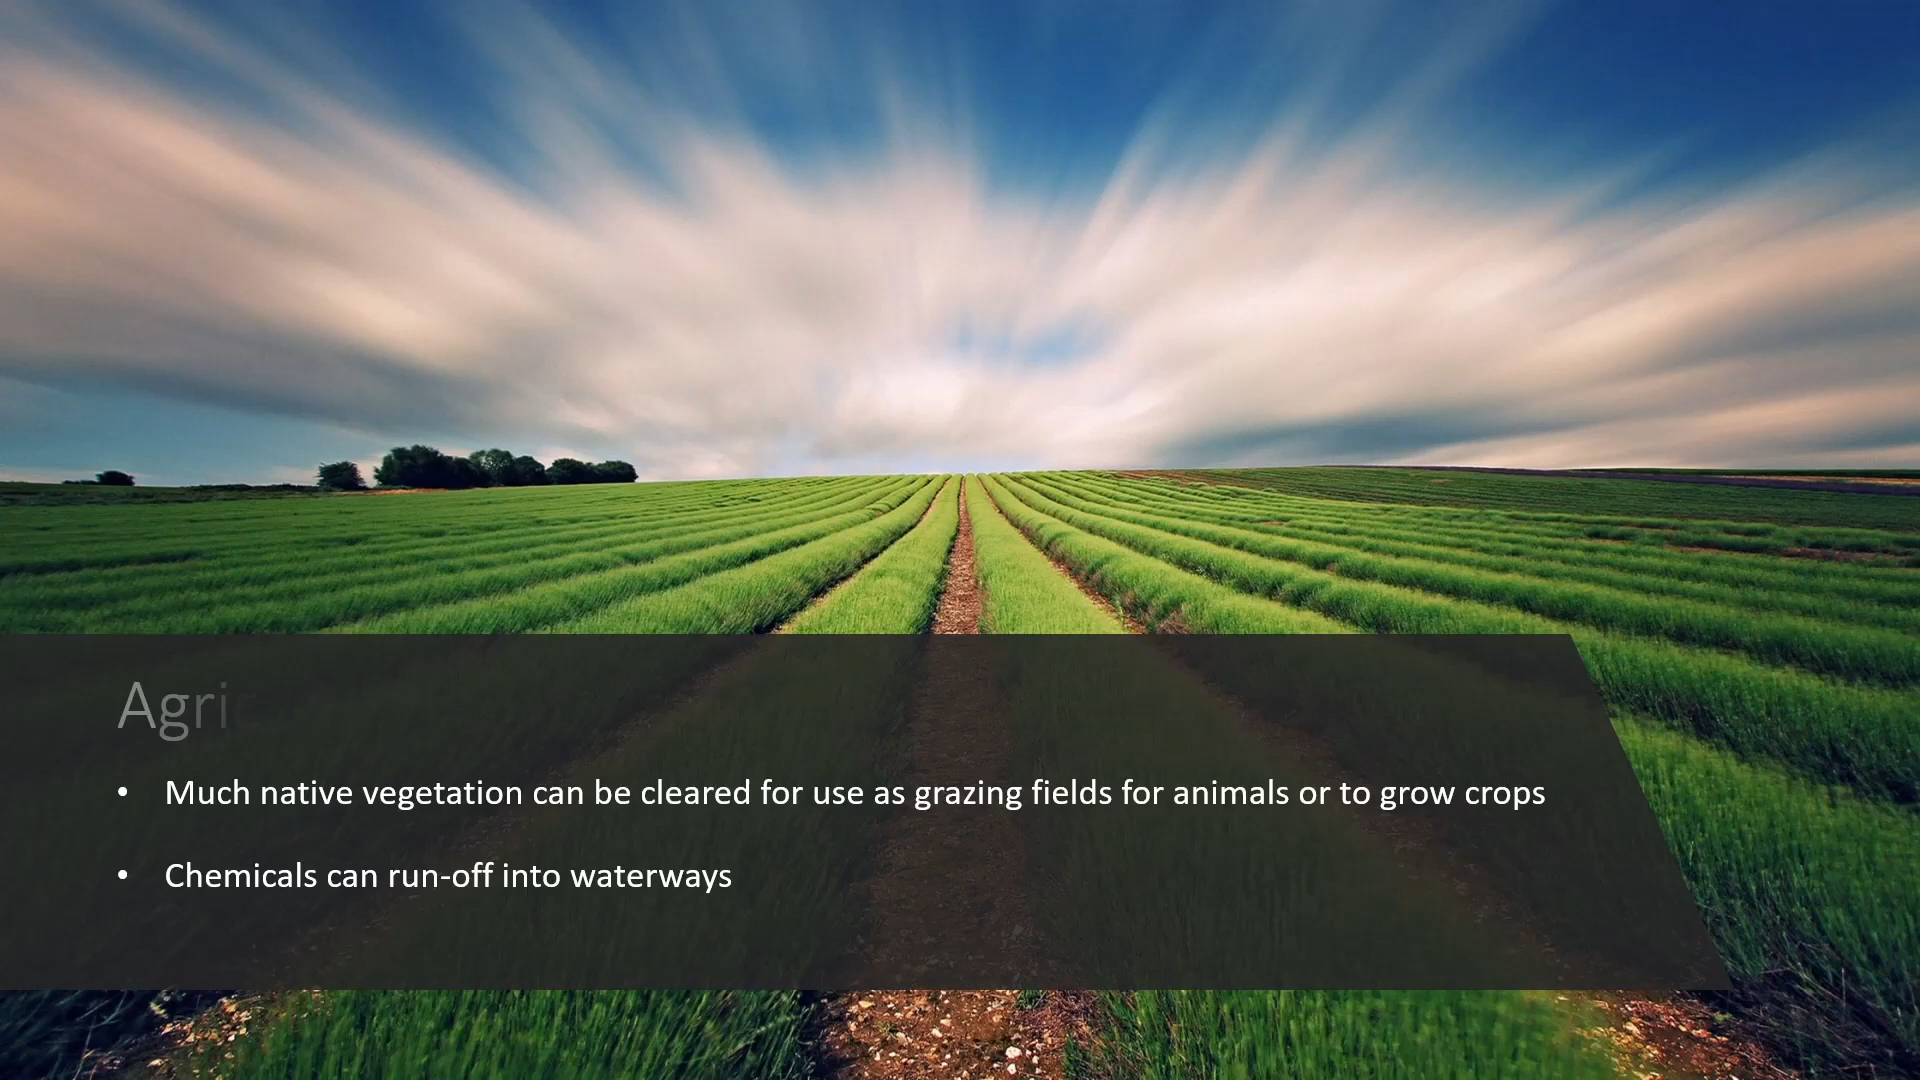 Agric
• Much native vegetation can be cleared for use as grazing fields for animals or to grow crops
• Chemicals can run-off into waterways